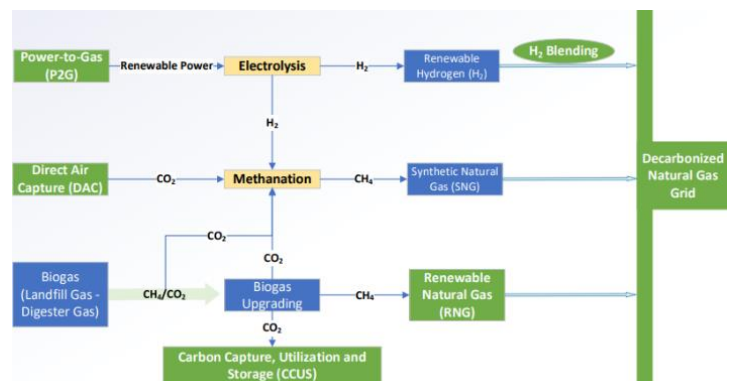 Power-to-Gas
(P2G)
Renewable Power
Electrolysis
H₂
Renewable
Hydrogen (H₂)
H₂ Blending
H₂
Direct Air
Capture (DAC)
CO₂
Methanation
CH₄
Synthetic Natural
Gas (SNG)
Decarbonized
Natural Gas
Grid
CO₂
CO₂
Biogas
(Landfill Gas -
Digester Gas)
CH₄/CO₂
Biogas
Upgrading
CH₄
Renewable
Natural Gas
(RNG)
CO₂
Carbon Capture, Utilization and
Storage (CCUS)